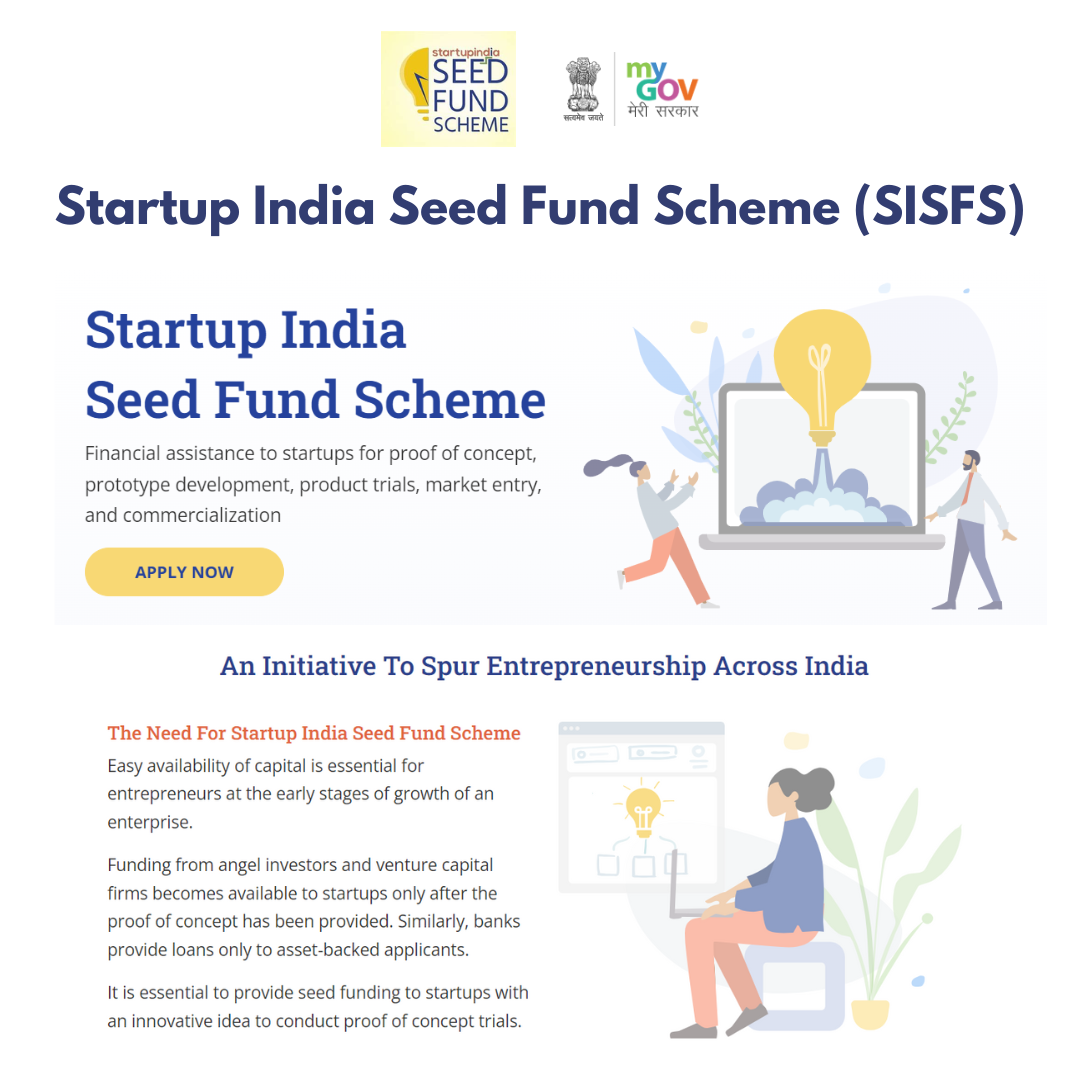 startupindia
SEED
FUND
SCHEME
सत्यमेव जयते
my
GOV
मेरी सरकार
Startup India Seed Fund Scheme (SISFS)
Startup India
Seed Fund Scheme
Financial assistance to startups for proof of concept,
prototype development, product trials, market entry,
and commercialization
APPLY NOW
An Initiative To Spur Entrepreneurship Across India
The Need For Startup India Seed Fund Scheme
Easy availability of capital is essential for
entrepreneurs at the early stages of growth of an
enterprise.
Funding from angel investors and venture capital
firms becomes available to startups only after the
proof of concept has been provided. Similarly, banks
provide loans only to asset-backed applicants.
It is essential to provide seed funding to startups with
an innovative idea to conduct proof of concept trials.